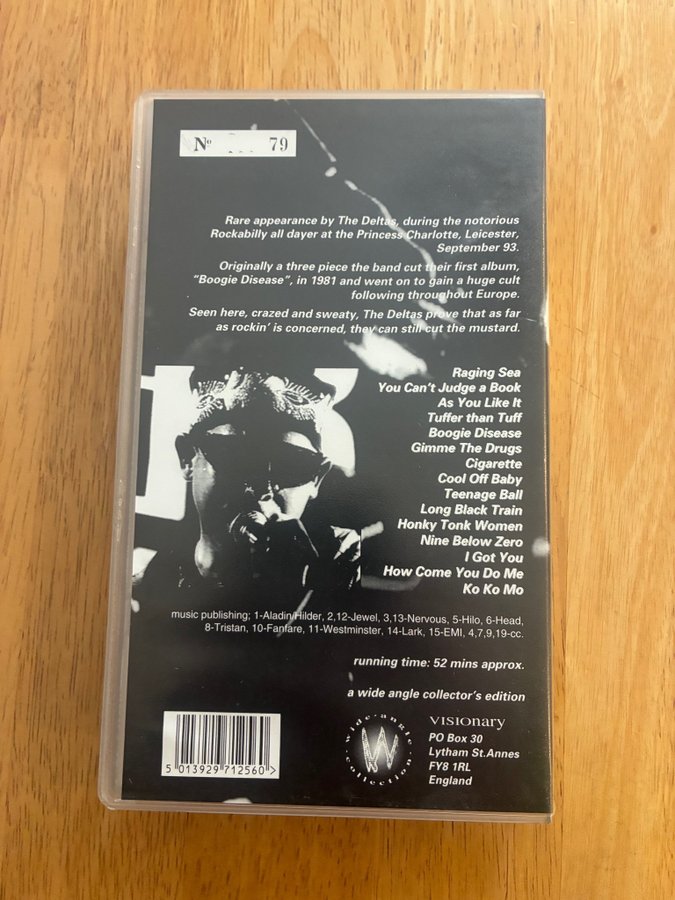 Nº 79
Rare appearance by The Deltas, during the notorious
Rockabilly all dayer at the Princess Charlotte, Leicester,
September 93.
Originally a three piece the band cut their first album,
"Boogie Disease", in 1981 and went on to gain a huge cult
following throughout Europe.
Seen here, crazed and sweaty, The Deltas prove that as far
as rockin' is concerned, they can still cut the mustard.
Raging Sea
You Can't Judge a Book
As You Like It
Tuffer than Tuff
Boogie Disease
Gimme The Drugs
Cigarette
Cool Off Baby
Teenage Ball
Long Black Train
Honky Tonk Women
Nine Below Zero
I Got You
How Come You Do Me
Ko Ko Mo
music publishing; 1-Aladin/Hilder, 2,12-Jewel, 3,13-Nervous, 5-Hilo, 6-Head,
8-Tristan, 10-Fanfare, 11-Westminster, 14-Lark, 15-EMI, 4,7,9,19-cc.
running time: 52 mins approx.
a wide angle collector's edition
5 013929 712560 >
wide·angle
collection
VISIONary
PO Box 30
Lytham St.Annes
FY8 1RL
England